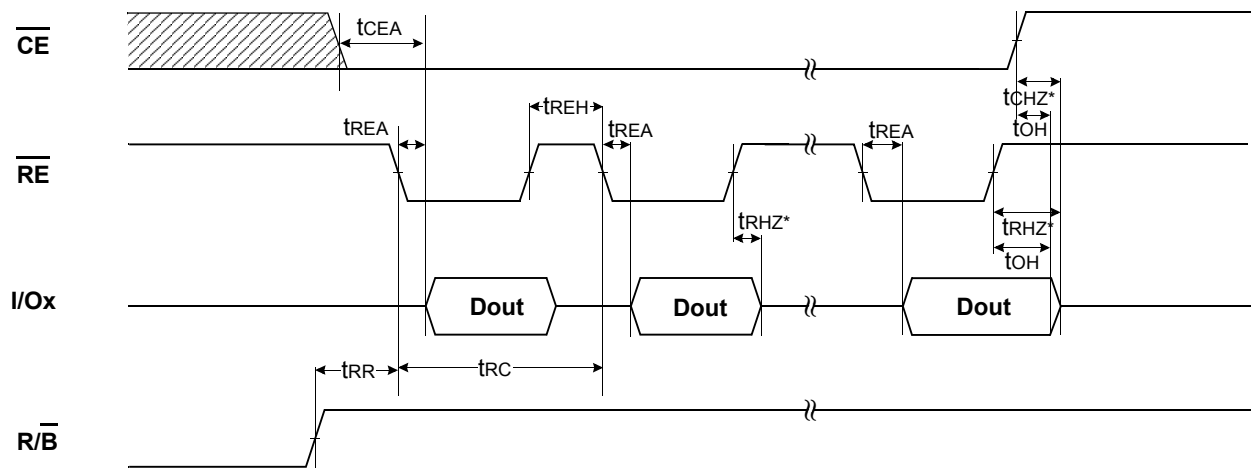 CE
tCEA
tCHZ*
tOH
tREA
tREH
tREA
tREA
RE
tRHZ*
tRHZ*
tOH
I/Ox
Dout
Dout
Dout
tRR
tRC
R/B